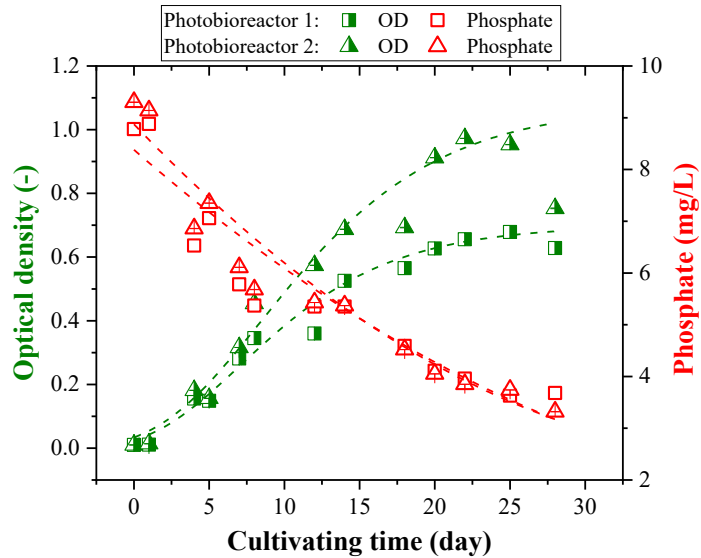 Photobioreactor 1: OD Phosphate
Photobioreactor 2: OD Phosphate
1.2
1.0
0.8
0.6
0.4
0.2
0.0
Optical density (-)
10
8
6
4
2
Phosphate (mg/L)
0 5 10 15 20 25 30
Cultivating time (day)